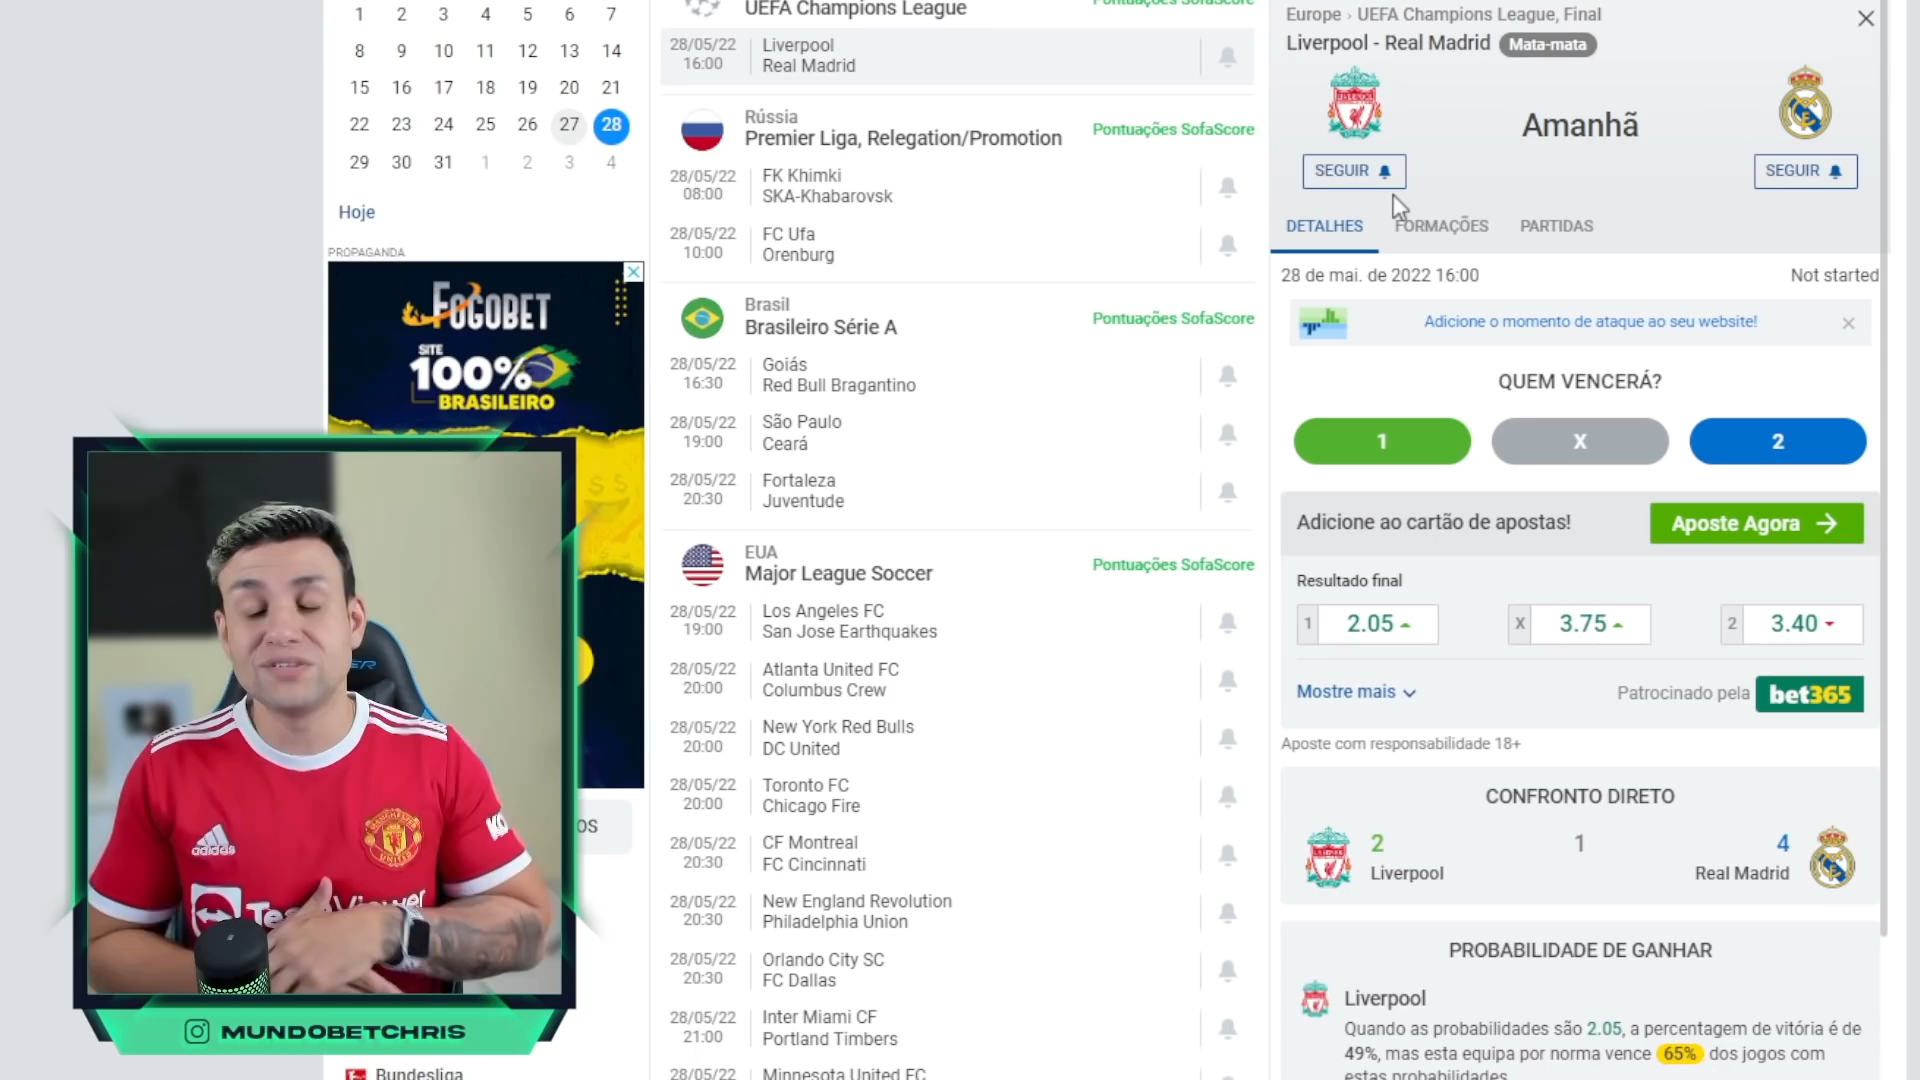 1 2 3 4 5 6 7
8 9 10 11 12 13 14
15 16 17 18 19 20 21
22 23 24 25 26 27 28
29 30 31 1 2 3 4
Hoje
PROPAGANDA
FOGOBET
SITE
100%
BRASILEIRO
OS
ER
adidas
MANCHESTER
UNITED
TeamViewer
MUNDOBETCHRIS
Bundesliga
UEFA Champions League
Pontuações SofaScore
28/05/22 Liverpool
16:00 Real Madrid
Rússia
Premier Liga, Relegation/Promotion
Pontuações SofaScore
28/05/22 FK Khimki
08:00 SKA-Khabarovsk
28/05/22 FC Ufa
10:00 Orenburg
Brasil
Brasileiro Série A
Pontuações SofaScore
28/05/22 Goiás
16:30 Red Bull Bragantino
28/05/22 São Paulo
19:00 Ceará
28/05/22 Fortaleza
20:30 Juventude
EUA
Major League Soccer
Pontuações SofaScore
28/05/22 Los Angeles FC
19:00 San Jose Earthquakes
28/05/22 Atlanta United FC
20:00 Columbus Crew
28/05/22 New York Red Bulls
20:00 DC United
28/05/22 Toronto FC
20:00 Chicago Fire
28/05/22 CF Montreal
20:30 FC Cincinnati
28/05/22 New England Revolution
20:30 Philadelphia Union
28/05/22 Orlando City SC
20:30 FC Dallas
28/05/22 Inter Miami CF
21:00 Portland Timbers
28/05/22 Minnesota United FC
Europe › UEFA Champions League, Final
Liverpool - Real Madrid Mata-mata
Amanhã
SEGUIR SEGUIR
DETALHES FORMAÇÕES PARTIDAS
28 de mai. de 2022 16:00 Not started
Adicione o momento de ataque ao seu website!
QUEM VENCERÁ?
1 X 2
Adicione ao cartão de apostas! Aposte Agora
Resultado final
1 2.05 X 3.75 2 3.40
Mostre mais Patrocinado pela bet365
Aposte com responsabilidade 18+
CONFRONTO DIRETO
2 1 4
Liverpool Real Madrid
PROBABILIDADE DE GANHAR
Liverpool
Quando as probabilidades são 2.05, a percentagem de vitória é de
49%, mas esta equipa por norma vence 65% dos jogos com
estas probabilidades